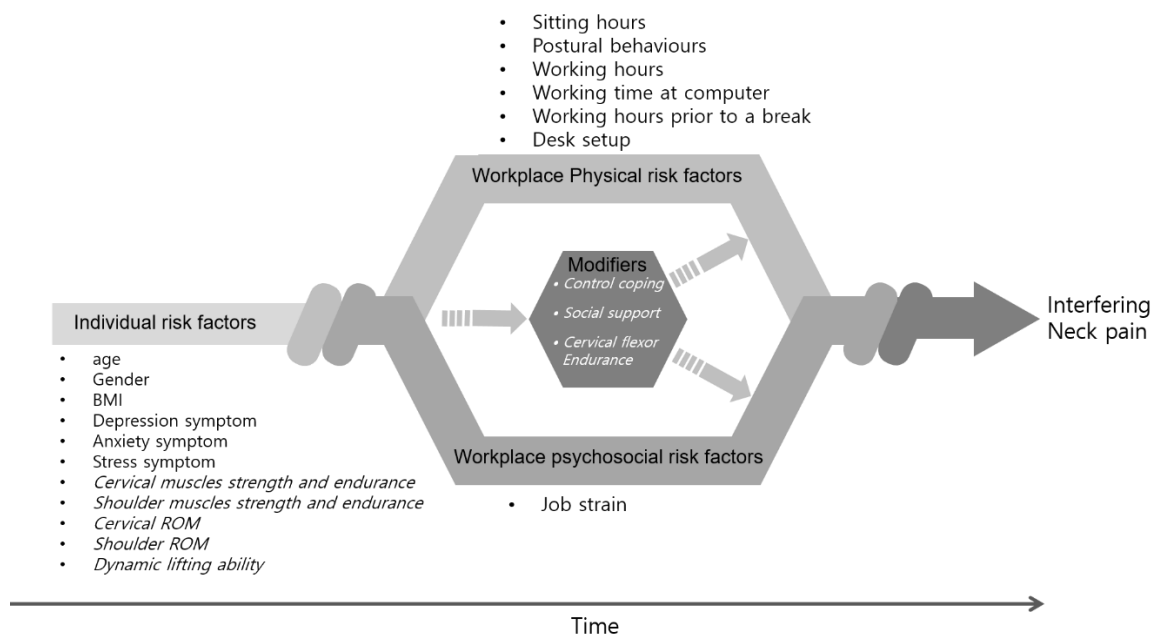 • Sitting hours
• Postural behaviours
• Working hours
• Working time at computer
• Working hours prior to a break
• Desk setup
Workplace Physical risk factors
Modifiers
• Control coping
• Social support
• Cervical flexor
Endurance
Individual risk factors
• age
• Gender
• BMI
• Depression symptom
• Anxiety symptom
• Stress symptom
• Cervical muscles strength and endurance
• Shoulder muscles strength and endurance
• Cervical ROM
• Shoulder ROM
• Dynamic lifting ability
Workplace psychosocial risk factors
• Job strain
Interfering
Neck pain
Time